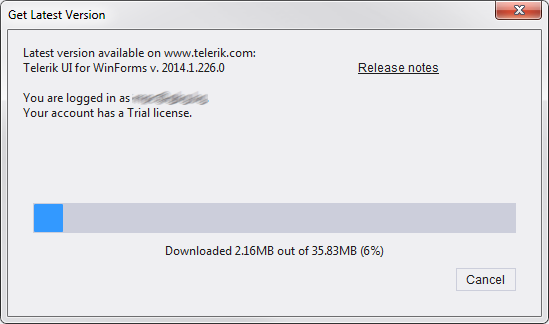 Get Latest Version
Latest version available on www.telerik.com:
Telerik UI for WinForms v. 2014.1.226.0
Release notes
You are logged in as
Your account has a Trial license.
Downloaded 2.16MB out of 35.83MB (6%)
Cancel